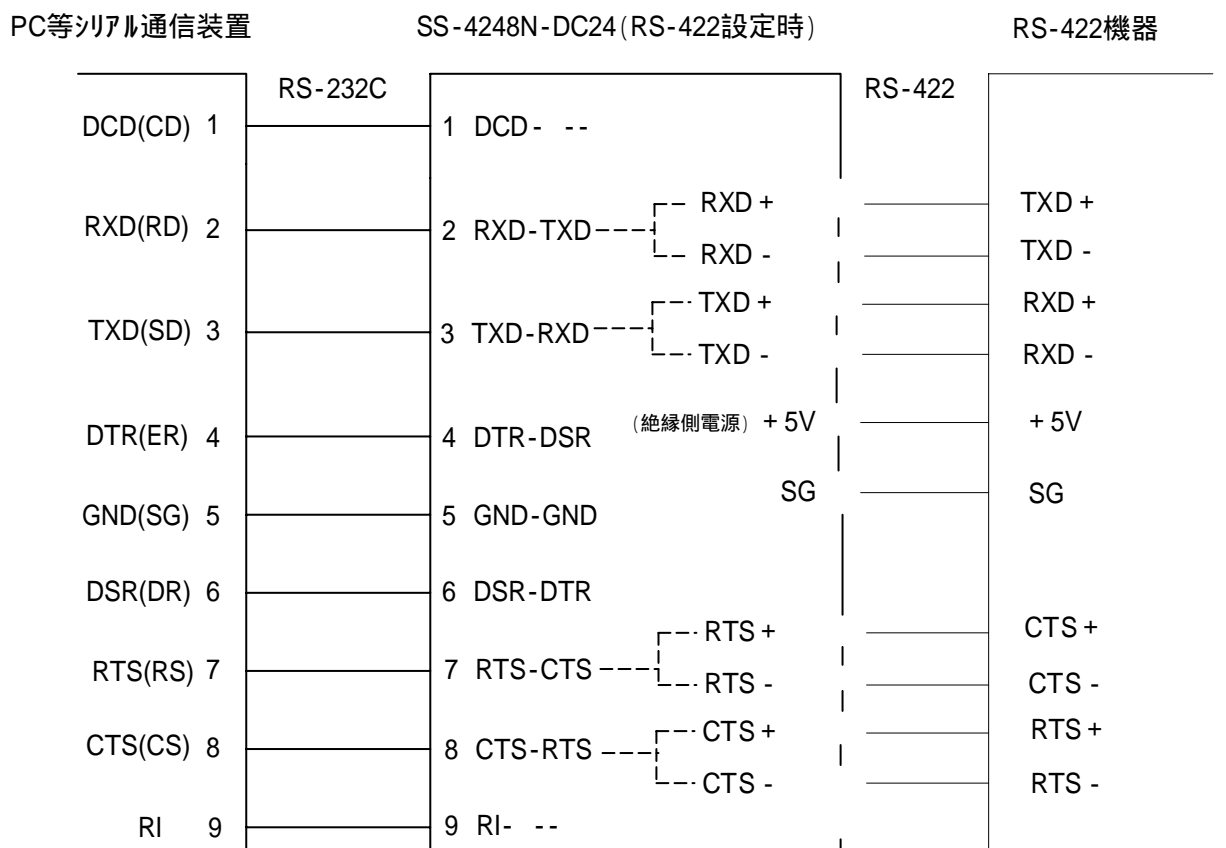 PC等ｼﾘｱﾙ通信装置 SS-4248N-DC24(RS-422設定時) RS-422機器
RS-232C RS-422
DCD(CD) 1 1 DCD- --
RXD + TXD +
RXD(RD) 2 2 RXD-TXD
RXD - TXD -
TXD + RXD +
TXD(SD) 3 3 TXD-RXD
TXD - RXD -
(絶縁側電源) +5V +5V
DTR(ER) 4 4 DTR-DSR
SG SG
GND(SG) 5 5 GND-GND
DSR(DR) 6 6 DSR-DTR
RTS + CTS +
RTS(RS) 7 7 RTS-CTS
RTS - CTS -
CTS + RTS +
CTS(CS) 8 8 CTS-RTS
CTS - RTS -
RI 9 9 RI- --